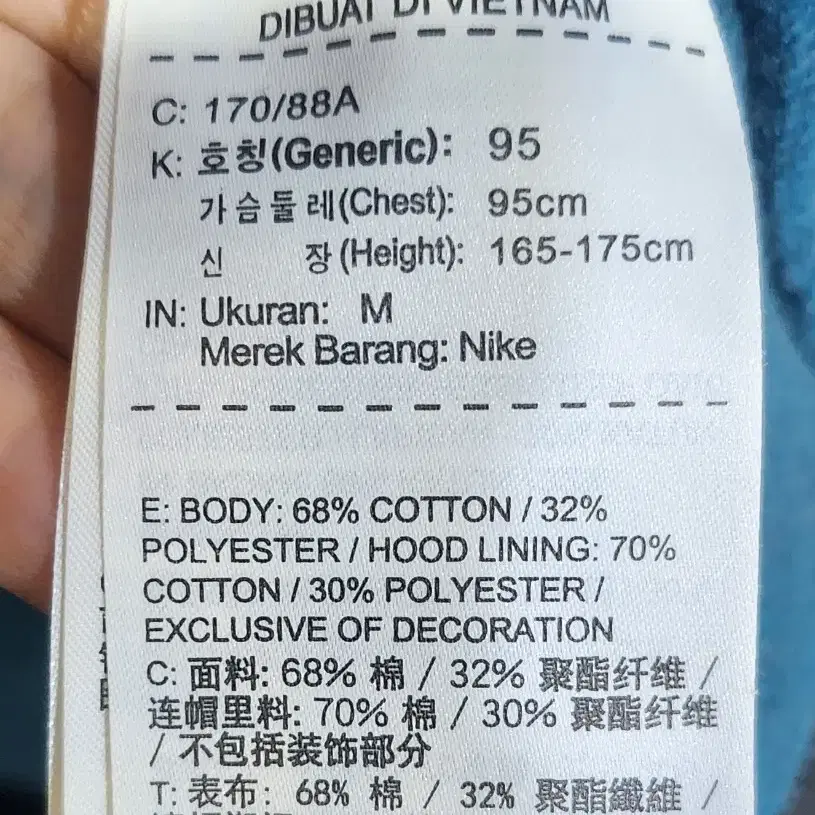 DIBUAT DI VIETNAM
C: 170/88A
K: 호칭(Generic): 95
가슴둘레(Chest): 95cm
신 장(Height): 165-175cm
IN: Ukuran: M
Merek Barang: Nike
E: BODY: 68% COTTON / 32%
POLYESTER / HOOD LINING: 70%
COTTON / 30% POLYESTER /
EXCLUSIVE OF DECORATION
C: 面料: 68% 棉 / 32% 聚酯纤维 /
连帽里料: 70% 棉 / 30% 聚酯纤维
/ 不包括装饰部分
T: 表布: 68% 棉 / 32% 聚酯纖維 /